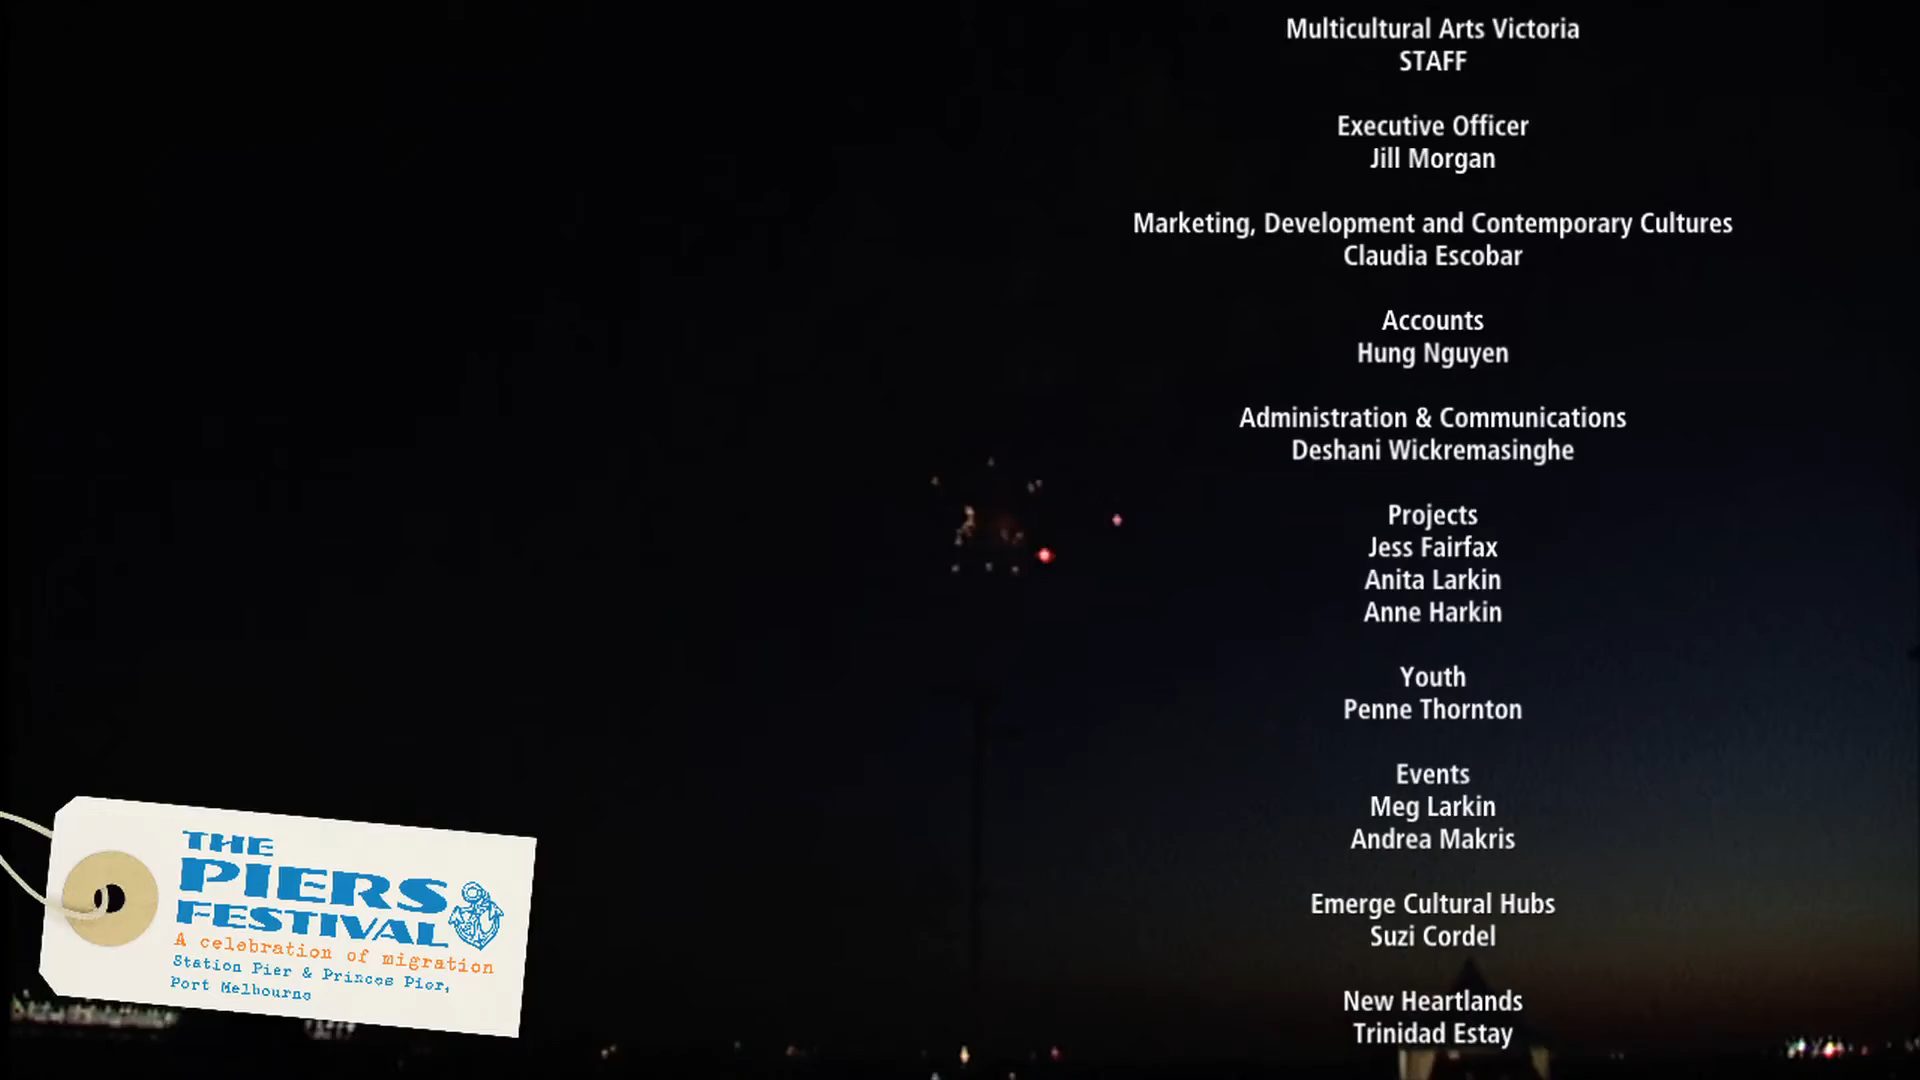 Multicultural Arts Victoria
STAFF
Executive Officer
Jill Morgan
Marketing, Development and Contemporary Cultures
Claudia Escobar
Accounts
Hung Nguyen
Administration & Communications
Deshani Wickremasinghe
Projects
Jess Fairfax
Anita Larkin
Anne Harkin
Youth
Penne Thornton
Events
Meg Larkin
Andrea Makris
Emerge Cultural Hubs
Suzi Cordel
New Heartlands
Trinidad Estay
THE
PIERS
FESTIVAL
A celebration of migration
Station Pier & Princes Pier,
Port Melbourne